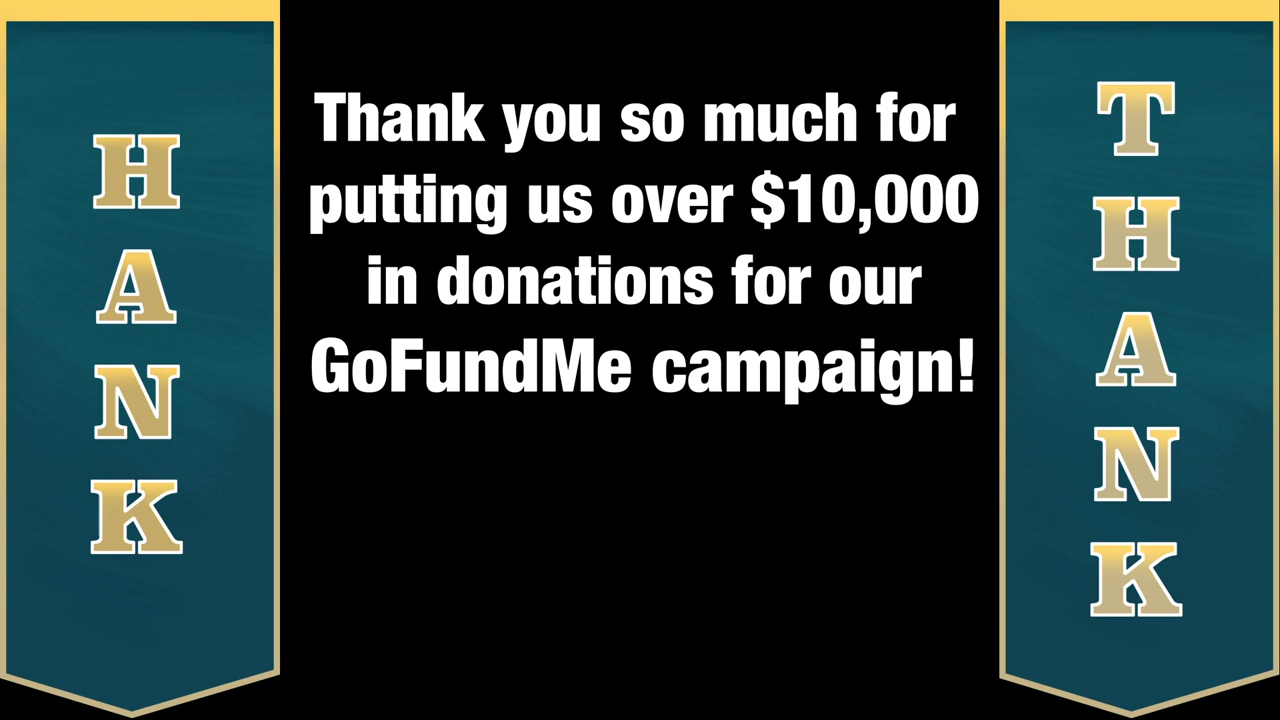 HANK
Thank you so much for
putting us over $10,000
in donations for our
GoFundMe campaign!
THANK